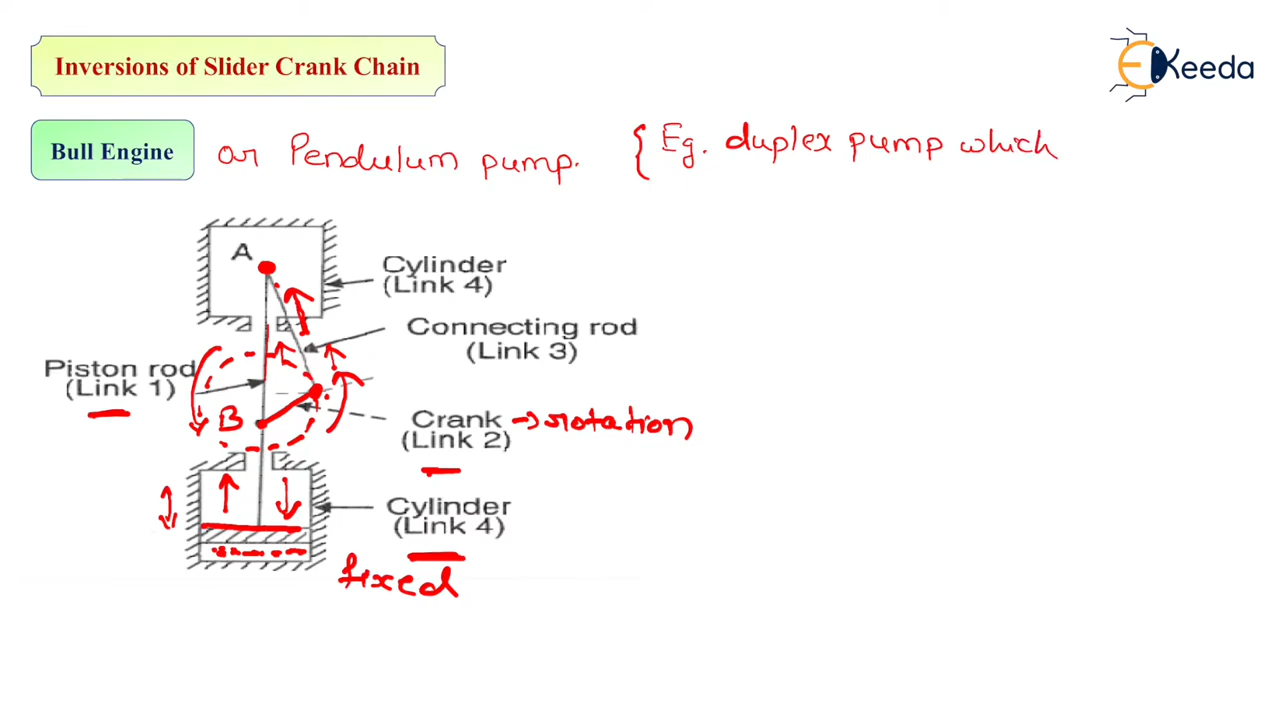 Inversions of Slider Crank Chain
EKeeda
Bull Engine or Pendulum pump. { Eg. duplex pump which
A
Cylinder
(Link 4)
Connecting rod
(Link 3)
Piston rod
(Link 1)
B
Crank → rotation
(Link 2)
Cylinder
(Link 4)
fixed